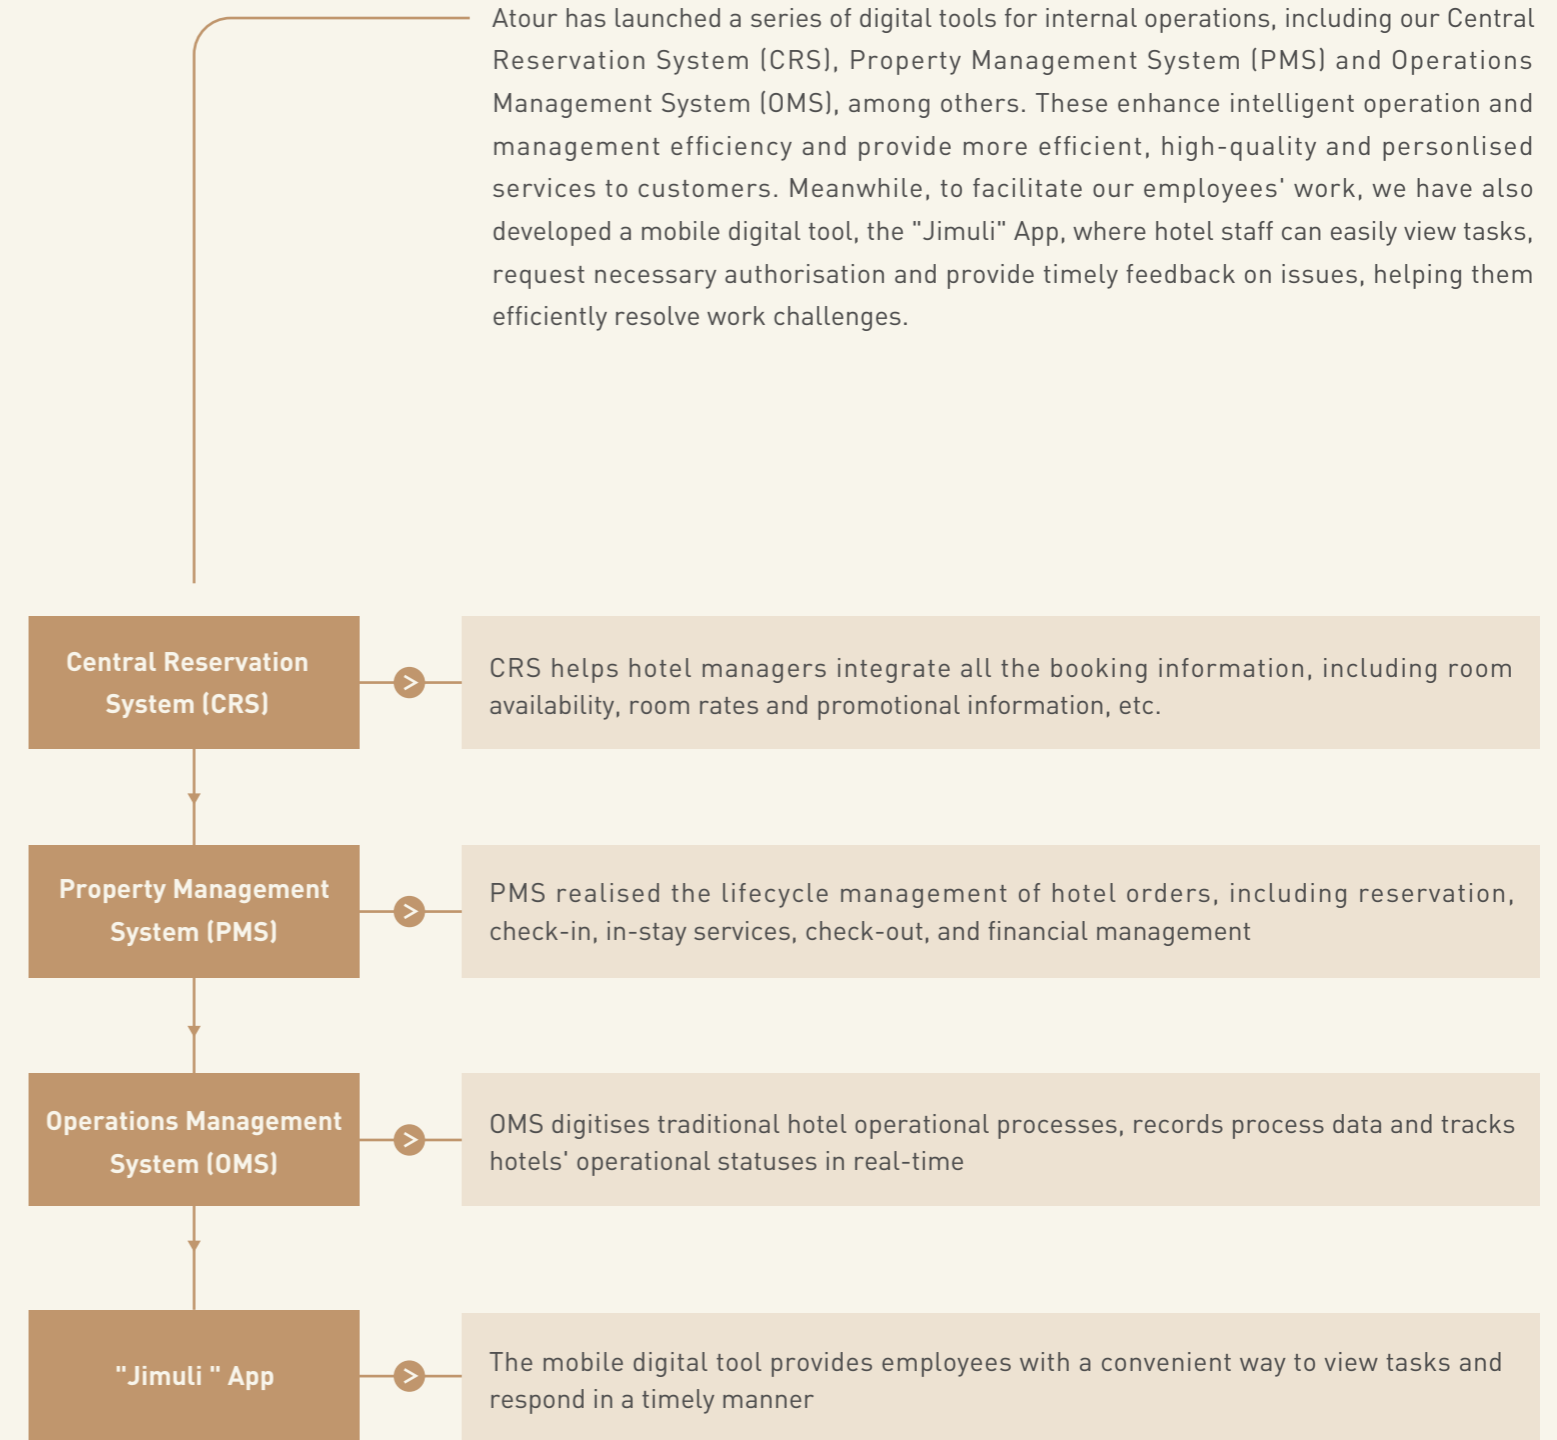 Atour has launched a series of digital tools for internal operations, including our Central
Reservation System (CRS), Property Management System (PMS) and Operations
Management System (OMS), among others. These enhance intelligent operation and
management efficiency and provide more efficient, high-quality and personlised
services to customers. Meanwhile, to facilitate our employees' work, we have also
developed a mobile digital tool, the "Jimuli" App, where hotel staff can easily view tasks,
request necessary authorisation and provide timely feedback on issues, helping them
efficiently resolve work challenges.
Central Reservation
System (CRS)
CRS helps hotel managers integrate all the booking information, including room
availability, room rates and promotional information, etc.
Property Management
System (PMS)
PMS realised the lifecycle management of hotel orders, including reservation,
check-in, in-stay services, check-out, and financial management
Operations Management
System (OMS)
OMS digitises traditional hotel operational processes, records process data and tracks
hotels' operational statuses in real-time
"Jimuli " App
The mobile digital tool provides employees with a convenient way to view tasks and
respond in a timely manner